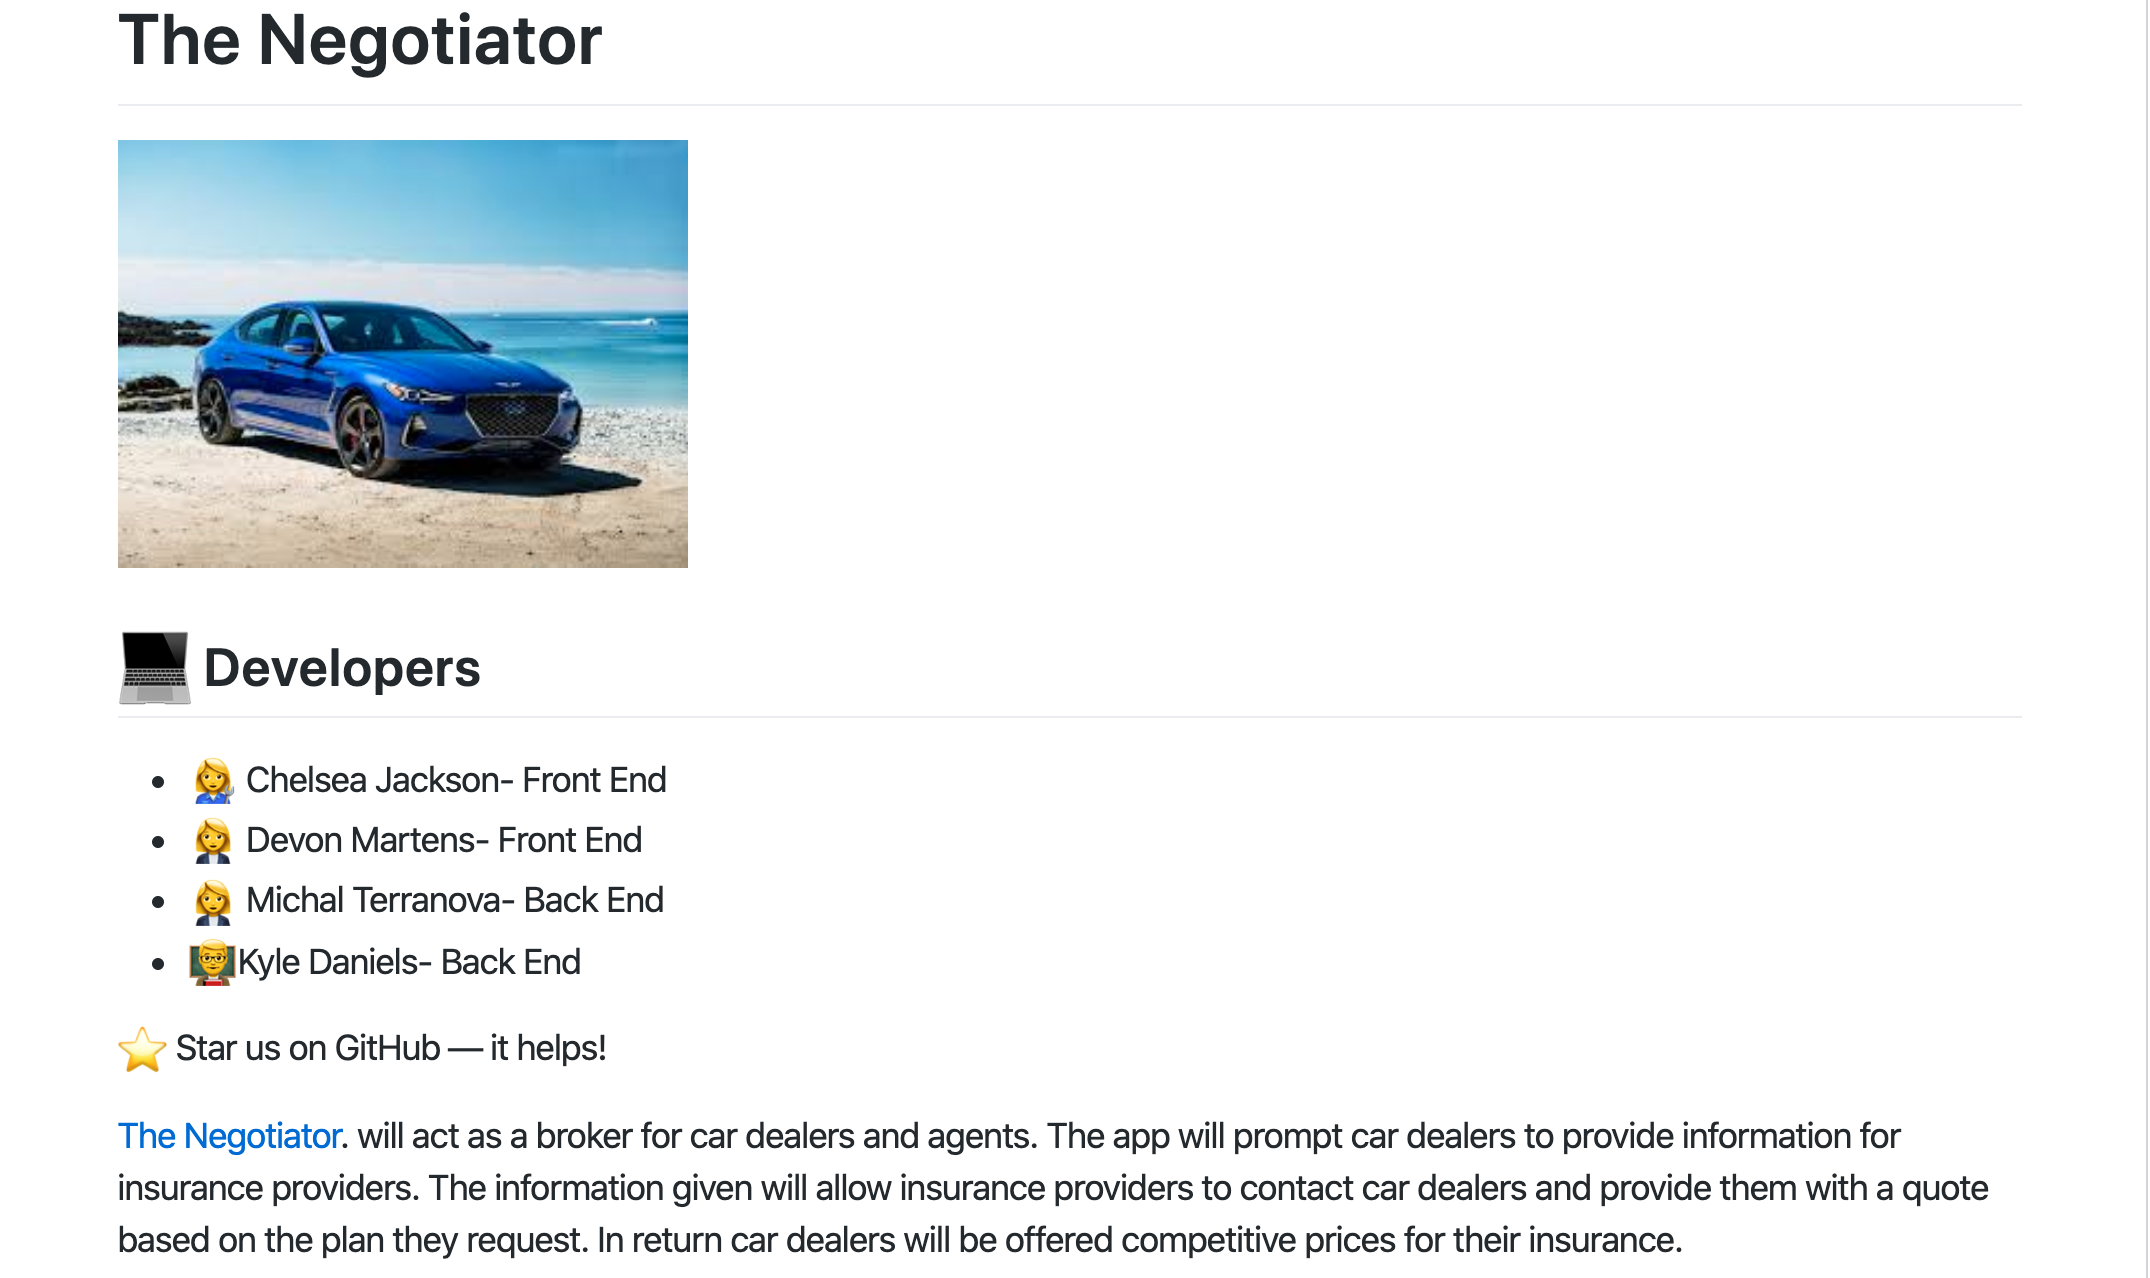 The Negotiator
Developers
Chelsea Jackson- Front End
Devon Martens- Front End
Michal Terranova- Back End
Kyle Daniels- Back End
Star us on GitHub — it helps!
The Negotiator. will act as a broker for car dealers and agents. The app will prompt car dealers to provide information for
insurance providers. The information given will allow insurance providers to contact car dealers and provide them with a quote
based on the plan they request. In return car dealers will be offered competitive prices for their insurance.